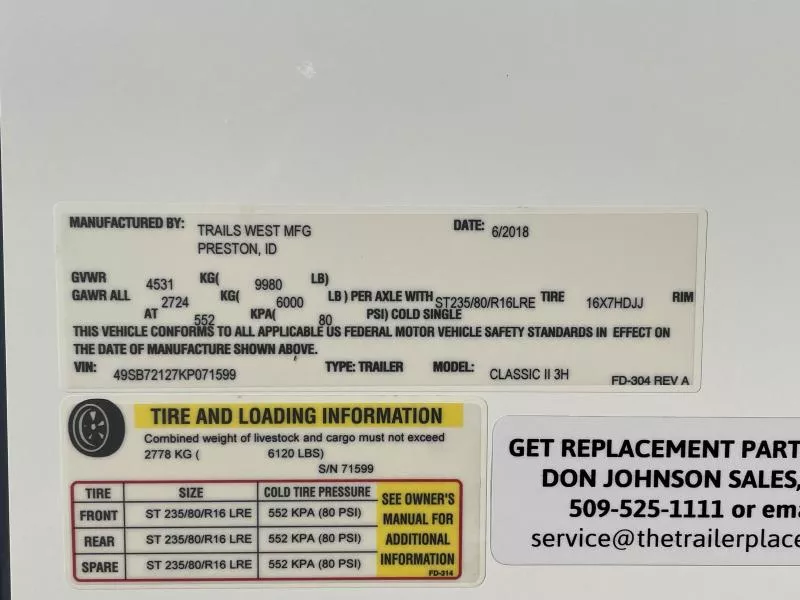 MANUFACTURED BY: TRAILS WEST MFG DATE: 6/2018
PRESTON, ID
GVWR 4531 KG( 9980 LB)
GAWR ALL 2724 KG( 6000 LB ) PER AXLE WITH ST235/80/R16LRE TIRE 16X7HDJJ RIM
AT 552 KPA( 80 PSI) COLD SINGLE
THIS VEHICLE CONFORMS TO ALL APPLICABLE US FEDERAL MOTOR VEHICLE SAFETY STANDARDS IN EFFECT ON
THE DATE OF MANUFACTURE SHOWN ABOVE.
VIN: 49SB72127KP071599 TYPE: TRAILER MODEL: CLASSIC II 3H FD-304 REV A
TIRE AND LOADING INFORMATION
Combined weight of livestock and cargo must not exceed
2778 KG ( 6120 LBS)
S/N 71599
TIRE SIZE COLD TIRE PRESSURE
FRONT ST 235/80/R16 LRE 552 KPA (80 PSI)
REAR ST 235/80/R16 LRE 552 KPA (80 PSI)
SPARE ST 235/80/R16 LRE 552 KPA (80 PSI)
SEE OWNER'S
MANUAL FOR
ADDITIONAL
INFORMATION
FD-314
GET REPLACEMENT PART
DON JOHNSON SALES,
509-525-1111 or ema
service@thetrailerplace